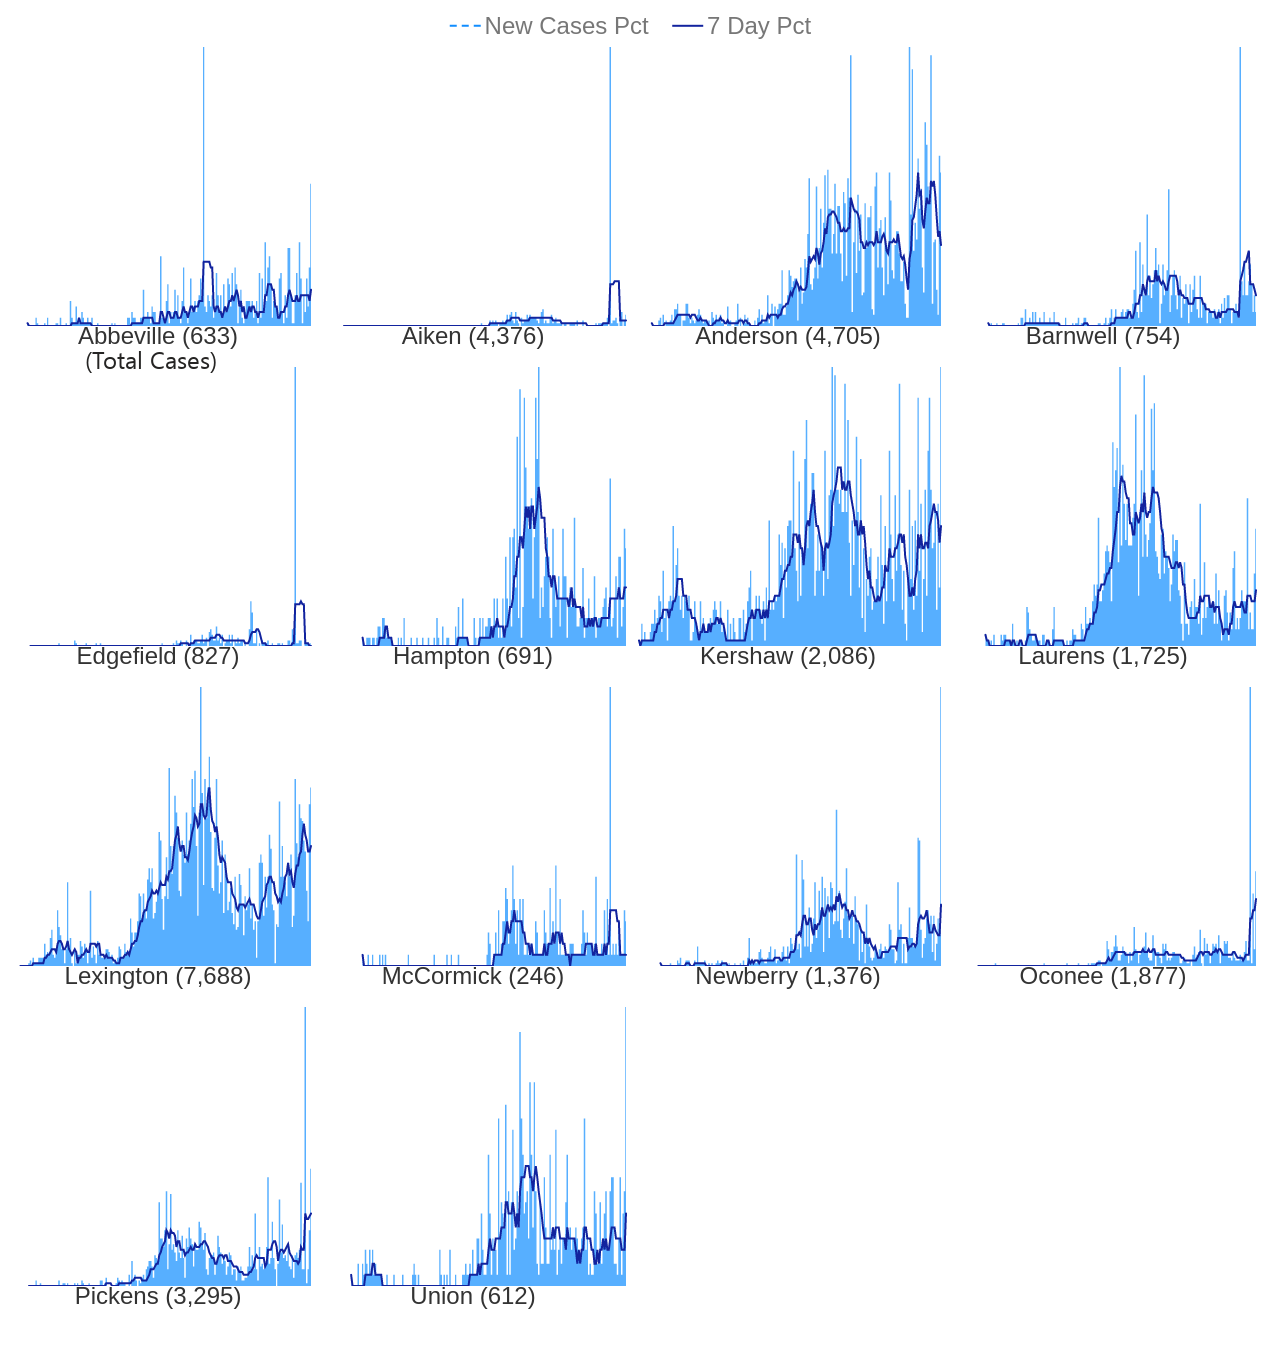 New Cases Pct 7 Day Pct
Abbeville (633) Aiken (4,376) Anderson (4,705) Barnwell (754)
(Total Cases)
Edgefield (827) Hampton (691) Kershaw (2,086) Laurens (1,725)
Lexington (7,688) McCormick (246) Newberry (1,376) Oconee (1,877)
Pickens (3,295) Union (612)